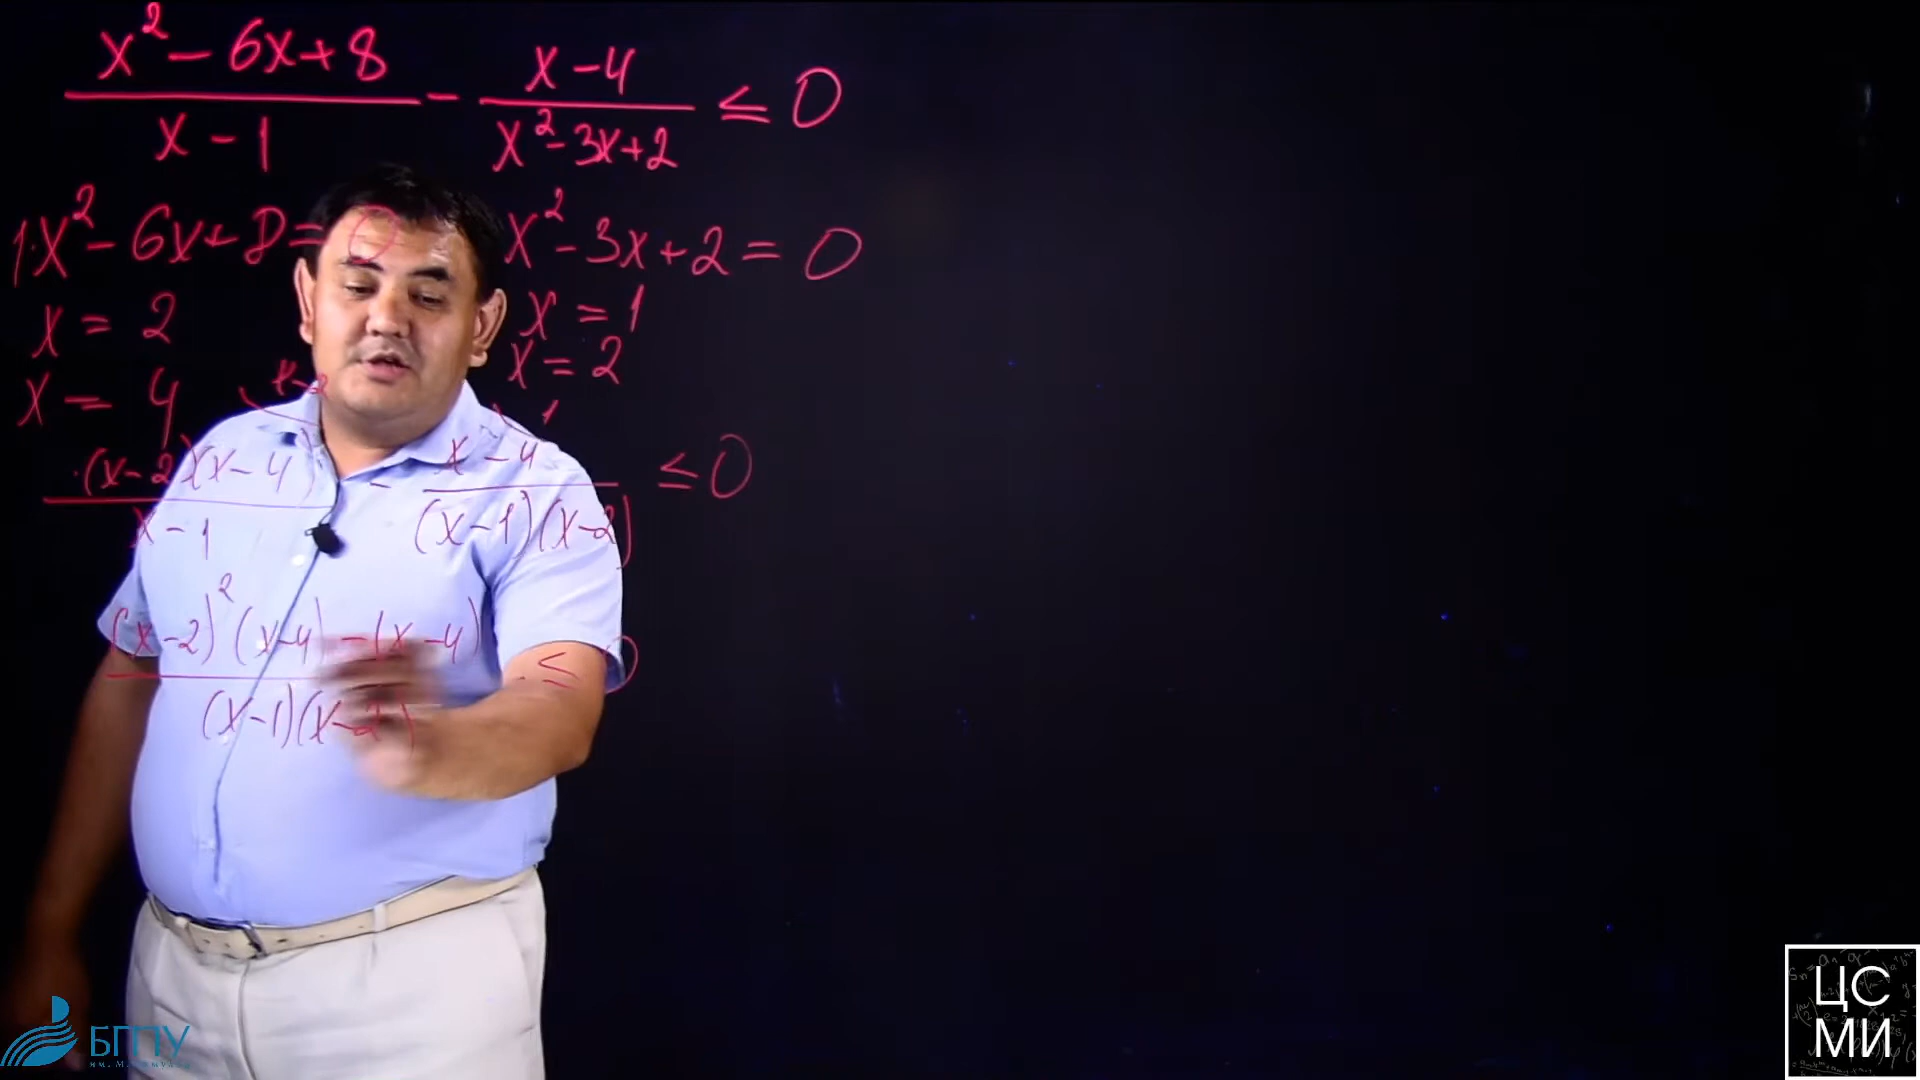 x² - 6x + 8 / x - 1 - x - 4 / x² - 3x + 2 ≤ 0
1·x² - 6x + 8 = 0
x² - 3x + 2 = 0
x = 2
x = 1
x = 4
x = 2
(x - 2)(x - 4) / x - 1 - x - 4 / (x - 1)(x - 2) ≤ 0
(x - 2)² (x - 4) - (x - 4) / (x - 1)(x - 2) ≤ 0
БГПУ
ЦС
МИ